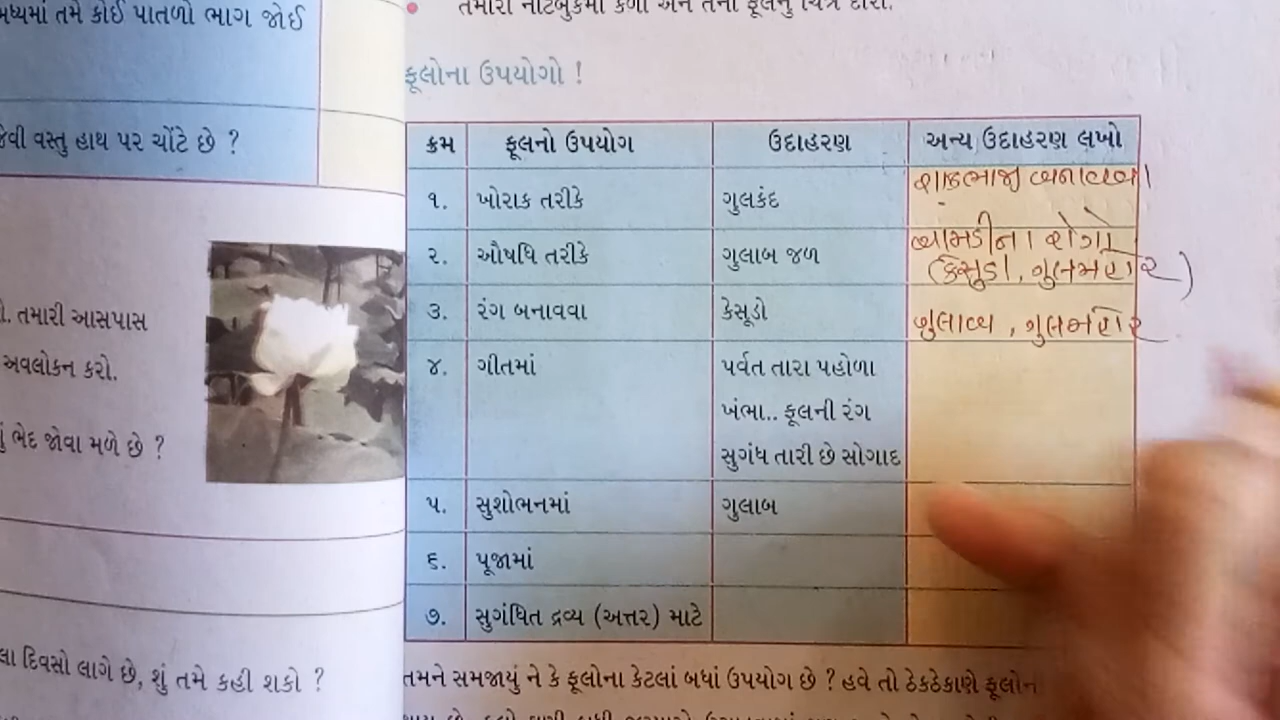 મધ્યમાં તમે કોઈ પાતળો ભાગ જોઈ
જેવી વસ્તુ હાથ પર ચોંટે છે ?
તમારી આસપાસ
અવલોકન કરો.
ભેદ જોવા મળે છે ?
દિવસો લાગે છે, શું તમે કહી શકો ?
તમારી નોટબુકમાં કળી અને તેના ફૂલનું ચિત્ર દોરો.
ફૂલોના ઉપયોગો !
ક્રમ ફૂલનો ઉપયોગ ઉદાહરણ અન્ય ઉદાહરણ લખો
૧. ખોરાક તરીકે ગુલકંદ શાકભાજી બનાવવા
૨. ઔષધિ તરીકે ગુલાબ જળ ચામડીના રોગો
(કેસુડો, ગુલમહોર)
૩. રંગ બનાવવા કેસૂડો ગુલાબ, ગુલમહોર
૪. ગીતમાં પર્વત તારા પહોળા
ખંભા.. ફૂલની રંગ
સુગંધ તારી છે સોગાદ
૫. સુશોભનમાં ગુલાબ
૬. પૂજામાં
૭. સુગંધિત દ્રવ્ય (અત્તર) માટે
તમને સમજાયું ને કે ફૂલોના કેટલાં બધાં ઉપયોગ છે ? હવે તો ઠેકઠેકાણે